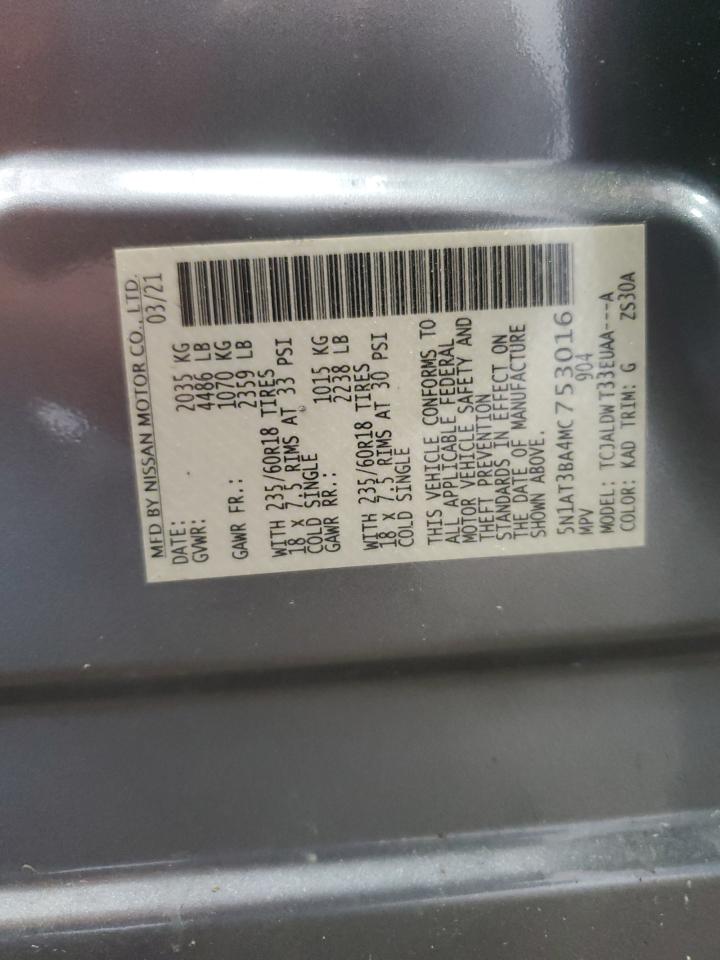 MFD BY NISSAN MOTOR CO., LTD.
DATE: 03/21
GVWR: 2035 KG
4486 LB
GAWR FR.: 1070 KG
2359 LB
WITH 235/60R18 TIRES
18 X 7.5 RIMS AT 33 PSI
COLD SINGLE
GAWR RR.: 1015 KG
2238 LB
WITH 235/60R18 TIRES
18 X 7.5 RIMS AT 30 PSI
COLD SINGLE
THIS VEHICLE CONFORMS TO
ALL APPLICABLE FEDERAL
MOTOR VEHICLE SAFETY AND
THEFT PREVENTION
STANDARDS IN EFFECT ON
THE DATE OF MANUFACTURE
SHOWN ABOVE.
5N1AT3BA4MC753016
MPV 904
MODEL: TCJALDWT33EUAA---A
COLOR: KAD TRIM: G ZS30A